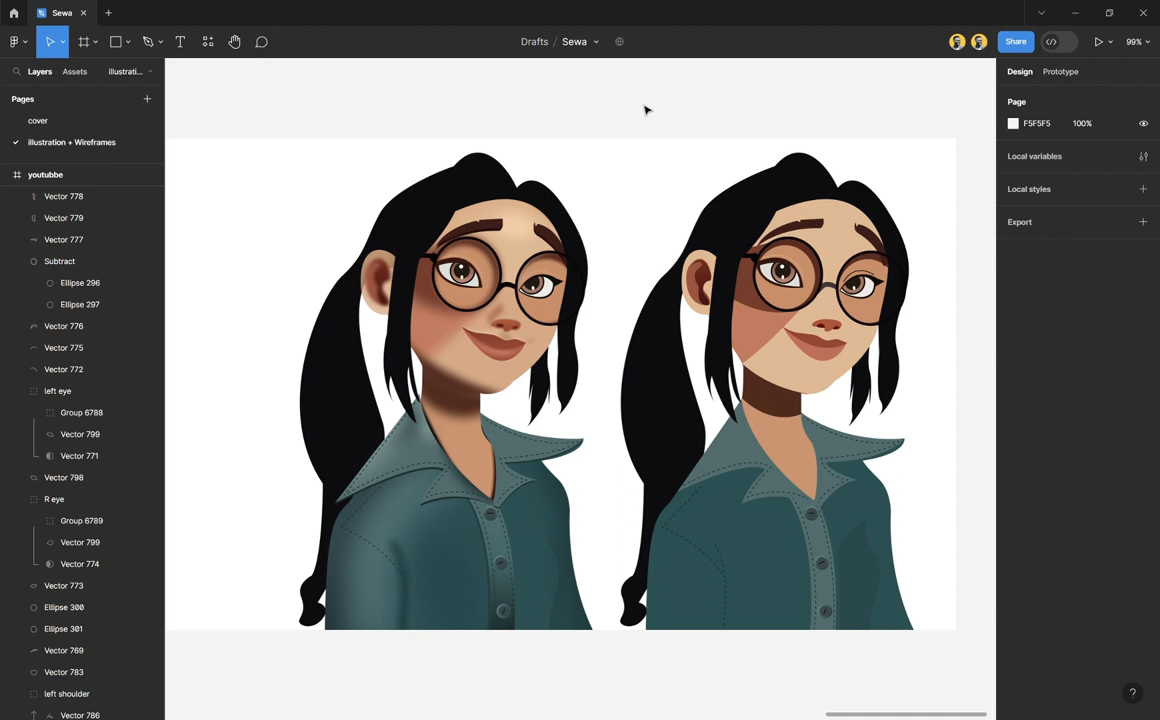 Sewa
Drafts / Sewa
Share
99%
Layers
Assets
illustrati...
Pages
cover
illustration + Wireframes
youtubbe
Vector 778
Vector 779
Vector 777
Subtract
Ellipse 296
Ellipse 297
Vector 776
Vector 775
Vector 772
left eye
Group 6788
Vector 799
Vector 771
Vector 798
R eye
Group 6789
Vector 799
Vector 774
Vector 773
Ellipse 300
Ellipse 301
Vector 769
Vector 783
left shoulder
Vector 786
Design
Prototype
Page
F5F5F5 100%
Local variables
Local styles
Export
?